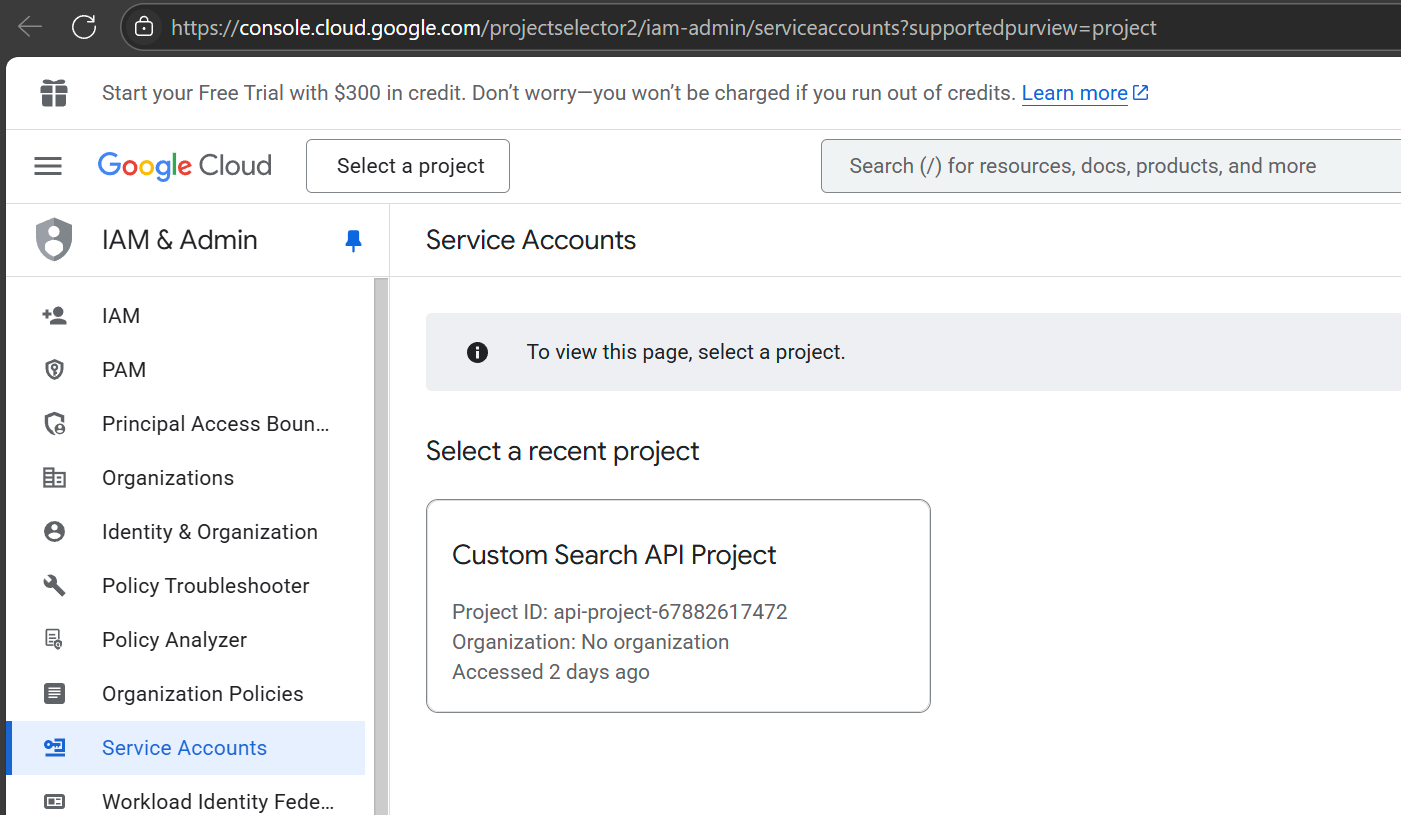 https://console.cloud.google.com/projectselector2/iam-admin/serviceaccounts?supportedpurview=project
Start your Free Trial with $300 in credit. Don’t worry—you won’t be charged if you run out of credits. Learn more
Google Cloud
Select a project
Search (/) for resources, docs, products, and more
IAM & Admin
Service Accounts
IAM
PAM
Principal Access Boun...
Organizations
Identity & Organization
Policy Troubleshooter
Policy Analyzer
Organization Policies
Service Accounts
Workload Identity Fede...
To view this page, select a project.
Select a recent project
Custom Search API Project
Project ID: api-project-67882617472
Organization: No organization
Accessed 2 days ago